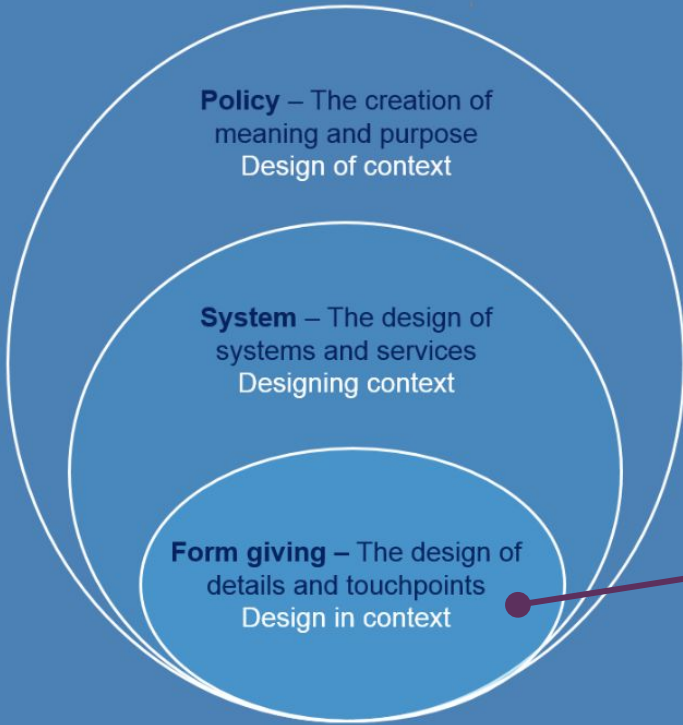 Policy – The creation of
meaning and purpose
Design of context
System – The design of
systems and services
Designing context
Form giving – The design of
details and touchpoints
Design in context